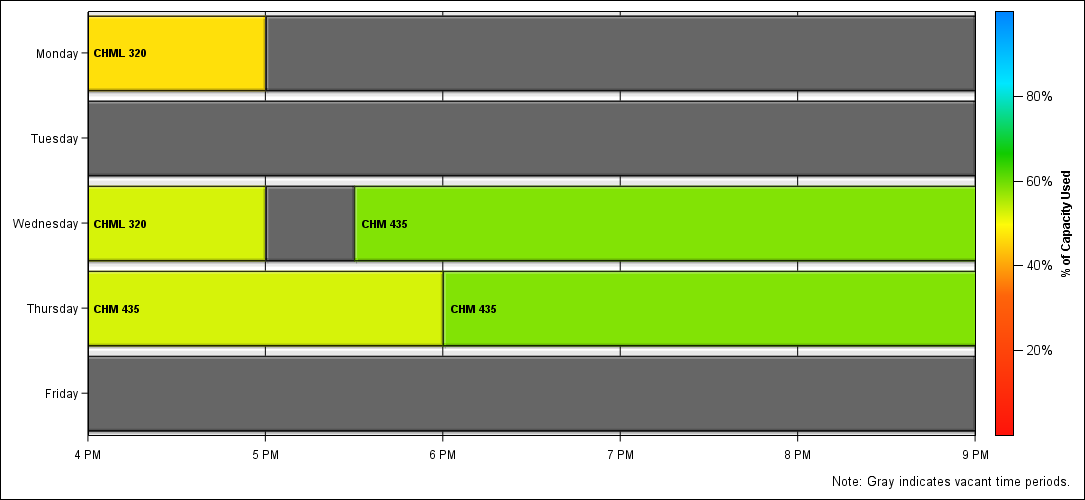 Monday
CHML 320
Tuesday
Wednesday
CHML 320
CHM 435
Thursday
CHM 435
CHM 435
Friday
4 PM
5 PM
6 PM
7 PM
8 PM
9 PM
80%
60%
40%
20%
% of Capacity Used
Note: Gray indicates vacant time periods.